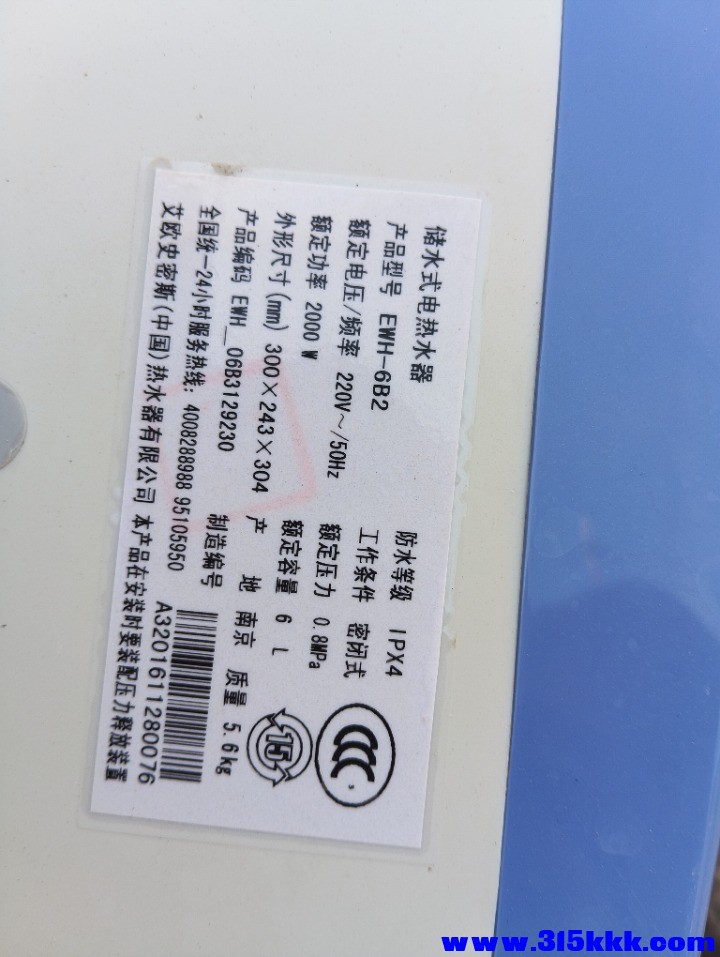 储水式电热水器
产品型号 EWH-6B2 防水等级 IPX4
额定电压/频率 220V～/50Hz 工作条件 密闭式
额定功率 2000 W 额定压力 0.8MPa
外形尺寸(mm) 300×243×304 额定容量 6 L
产品编码 EWH__06B3129230 产 地 南京 质量 5.6kg
全国统一24小时服务热线: 4008288988 95105950 制造编号
艾欧史密斯(中国)热水器有限公司 本产品在安装时要装配压力释放装置
A3201611280076
15
CCC
S
www.315kkk.com